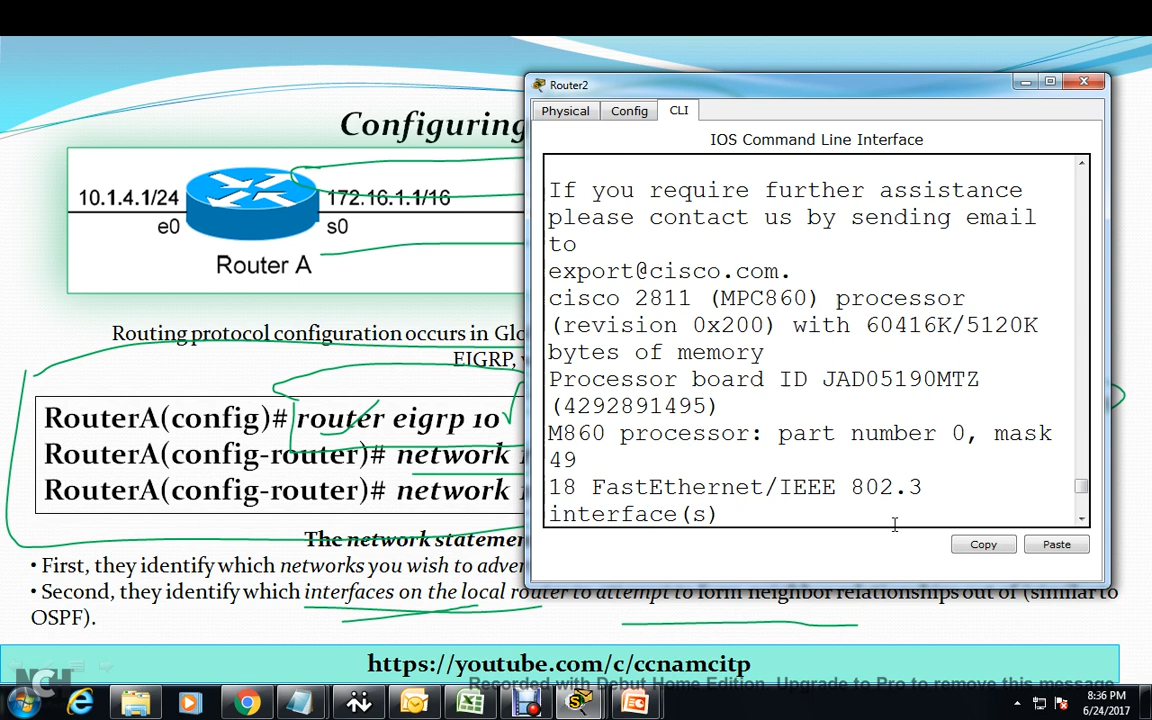 Configuring
Router2
Physical Config CLI
IOS Command Line Interface
If you require further assistance
please contact us by sending email
to
export@cisco.com.
cisco 2811 (MPC860) processor
(revision 0x200) with 60416K/5120K
bytes of memory
Processor board ID JAD05190MTZ
(4292891495)
M860 processor: part number 0, mask
49
18 FastEthernet/IEEE 802.3
interface(s)
Copy Paste
10.1.4.1/24 172.16.1.1/16
e0 s0
Router A
Routing protocol configuration occurs in
EIGRP,
RouterA(config)# router eigrp 10
RouterA(config-router)# network
RouterA(config-router)# network
The network
• First, they identify which networks you wish to
• Second, they identify which interfaces on the local router to attempt to form neighbor relationships out of (similar to
OSPF).
https://youtube.com/c/ccnamcitp
Recorded with Debut Home Edition. Upgrade to Pro to remove this message
NCH
8:36 PM
6/24/2017